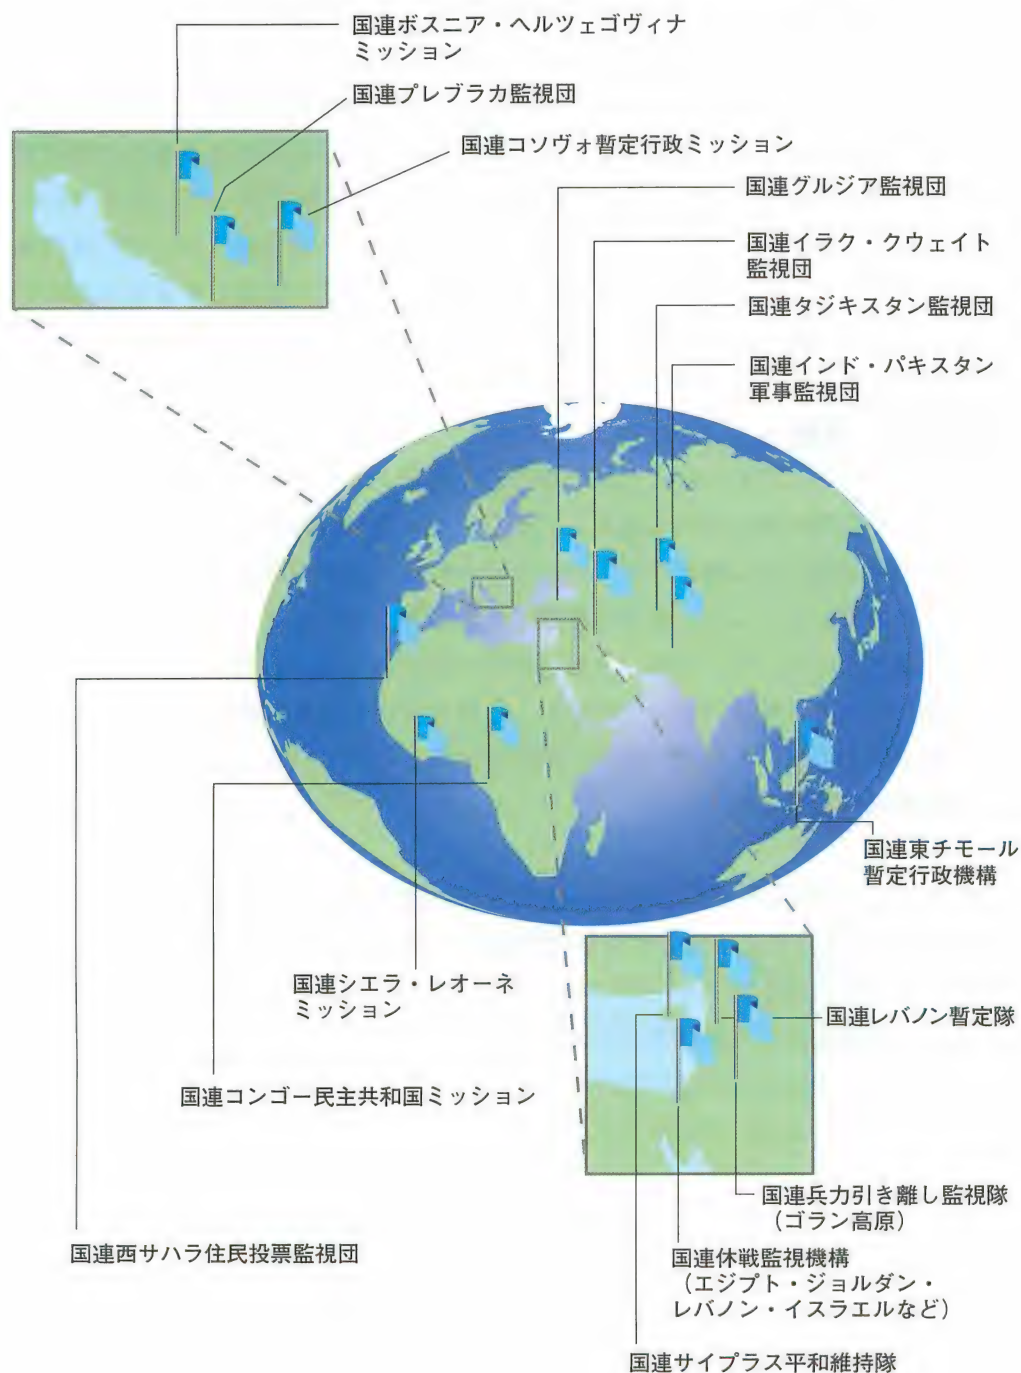 国連ボスニア・ヘルツェゴヴィナ
ミッション
国連プレブラカ監視団
国連コソヴォ暫定行政ミッション
国連グルジア監視団
国連イラク・クウェイト
監視団
国連タジキスタン監視団
国連インド・パキスタン
軍事監視団
国連東チモール
暫定行政機構
国連シエラ・レオーネ
ミッション
国連レバノン暫定隊
国連コンゴー民主共和国ミッション
国連兵力引き離し監視隊
(ゴラン高原)
国連西サハラ住民投票監視団
国連休戦監視機構
(エジプト・ジョルダン・
レバノン・イスラエルなど)
国連サイプラス平和維持隊